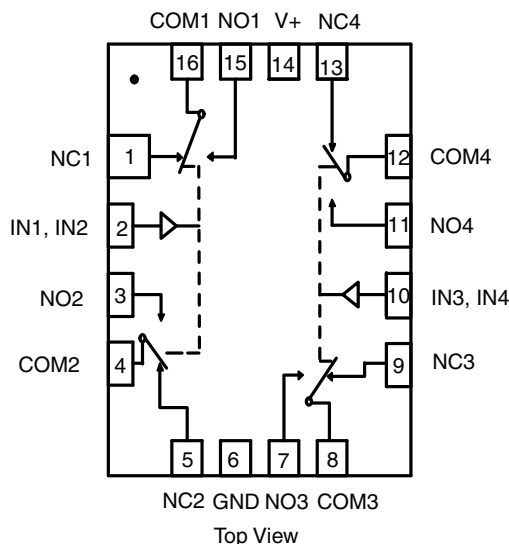 COM1 NO1 V+ NC4
16 15 14 13
NC1 1 12 COM4
IN1, IN2 2 11 NO4
NO2 3 10 IN3, IN4
COM2 4 9 NC3
5 6 7 8
NC2 GND NO3 COM3
Top View